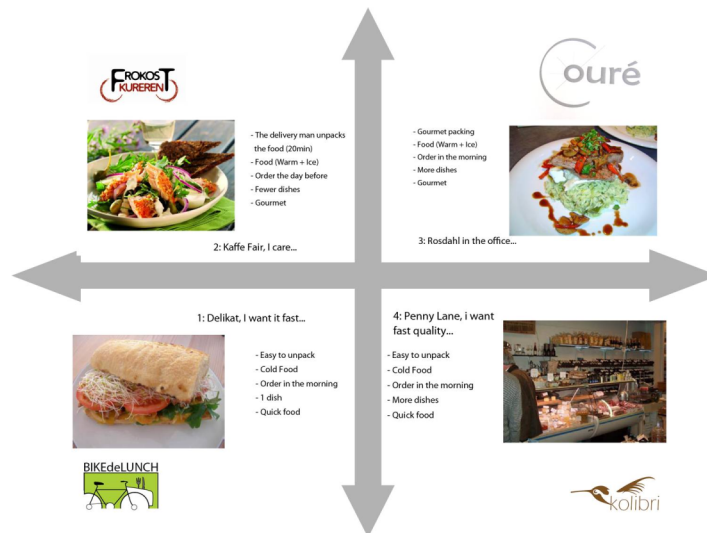 FROKOST
KUREREN
Couré
- The delivery man unpacks
the food (20min)
- Food (Warm + Ice)
- Order the day before
- Fewer dishes
- Gourmet
- Gourmet packing
- Food (Warm + Ice)
- Order in the morning
- More dishes
- Gourmet
2: Kaffe Fair, I care...
3: Rosdahl in the office...
1: Delikat, I want it fast...
- Easy to unpack
- Cold Food
- Order in the morning
- 1 dish
- Quick food
4: Penny Lane, i want
fast quality...
- Easy to unpack
- Cold Food
- Order in the morning
- More dishes
- Quick food
BIKEdeLUNCH
kolibri